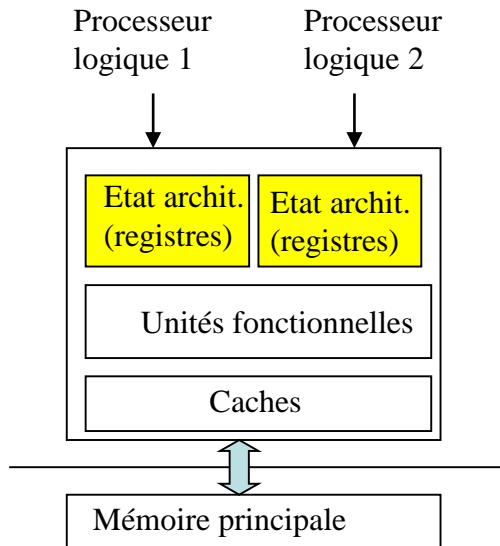 Processeur
logique 1
Processeur
logique 2
Etat archit.
(registres)
Etat archit.
(registres)
Unités fonctionnelles
Caches
Mémoire principale